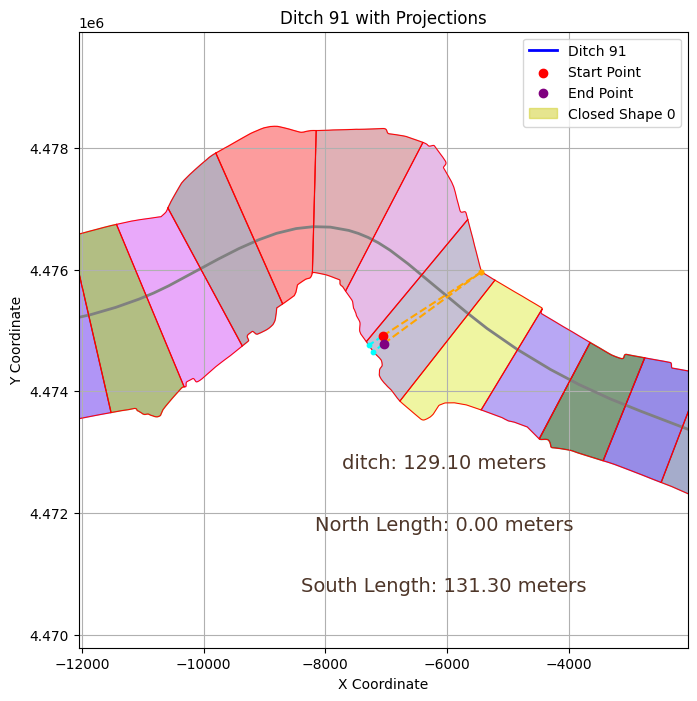 Ditch 91 with Projections
1e6
Ditch 91
Start Point
End Point
Closed Shape 0
4.478
4.476
4.474
4.472
4.470
Y Coordinate
ditch: 129.10 meters
North Length: 0.00 meters
South Length: 131.30 meters
−12000
−10000
−8000
−6000
−4000
X Coordinate